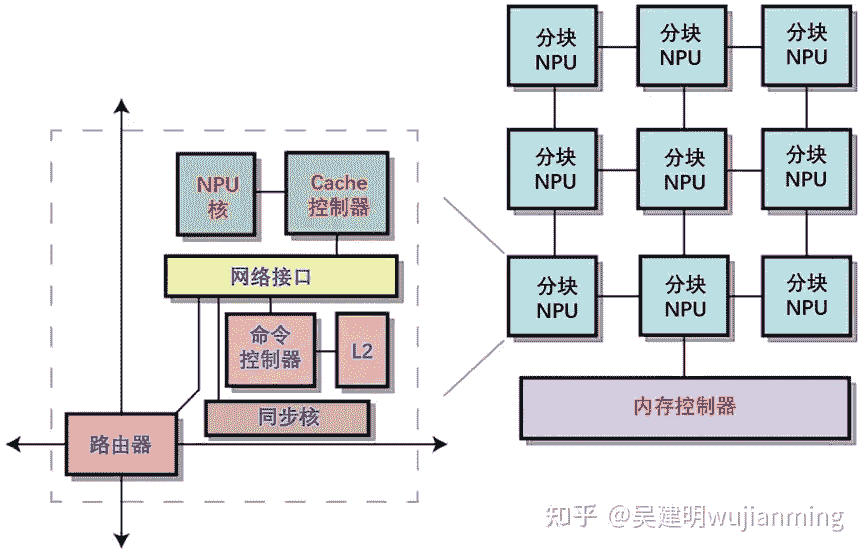 NPU
核
Cache
控制器
网络接口
命令
控制器
L2
同步核
路由器
分块
NPU
分块
NPU
分块
NPU
分块
NPU
分块
NPU
分块
NPU
分块
NPU
分块
NPU
分块
NPU
内存控制器
知乎 @吴建明wujianming